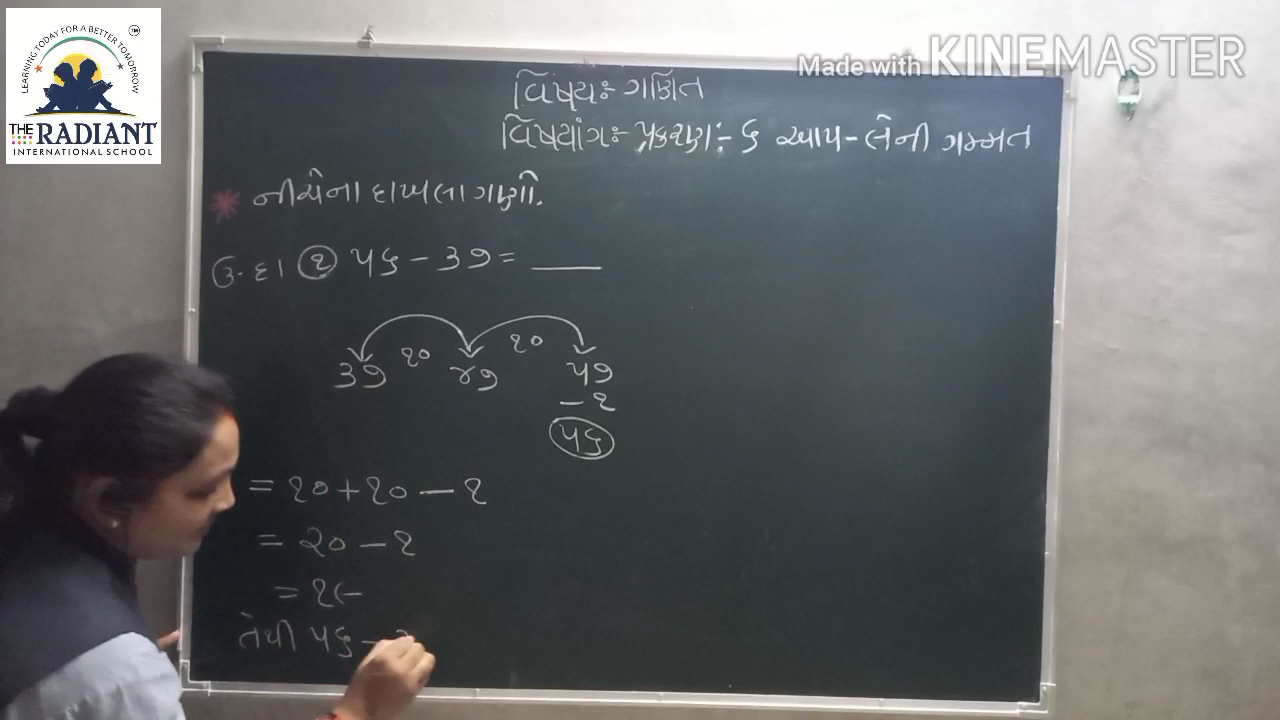 LEARNING TODAY FOR A BETTER TOMORROW
TM
THE RADIANT
INTERNATIONAL SCHOOL
Made with KINEMASTER
વિષય:- ગણિત
વિષયાંગ:- પ્રકરણ:- ૬ આપ-લેની ગમ્મત
* નીચેના દાખલા ગણો.
ઉ.દા ૧ ૫૬ - ૩૭ = ____
૩૭ ૧૦ ૪૭ ૧૦ ૫૭
- ૧
૫૬
= ૧૦ + ૧૦ - ૧
= ૨૦ - ૧
= ૧૯
તેથી ૫૬ -